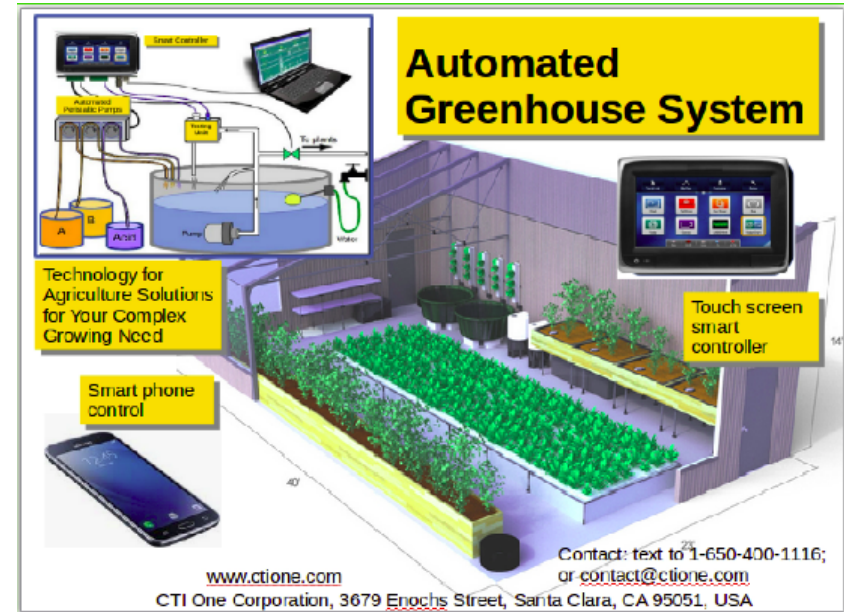 Automated
Greenhouse System
Smart Controller
Automated
Peristaltic Pumps
To plants
A
B
Acid
Pump
Water
Technology for
Agriculture Solutions
for Your Complex
Growing Need
Touch screen
smart
controller
Smart phone
control
14'
40'
23'
Contact: text to 1-650-400-1116;
or contact@ctione.com
www.ctione.com
CTI One Corporation, 3679 Enochs Street, Santa Clara, CA 95051, USA